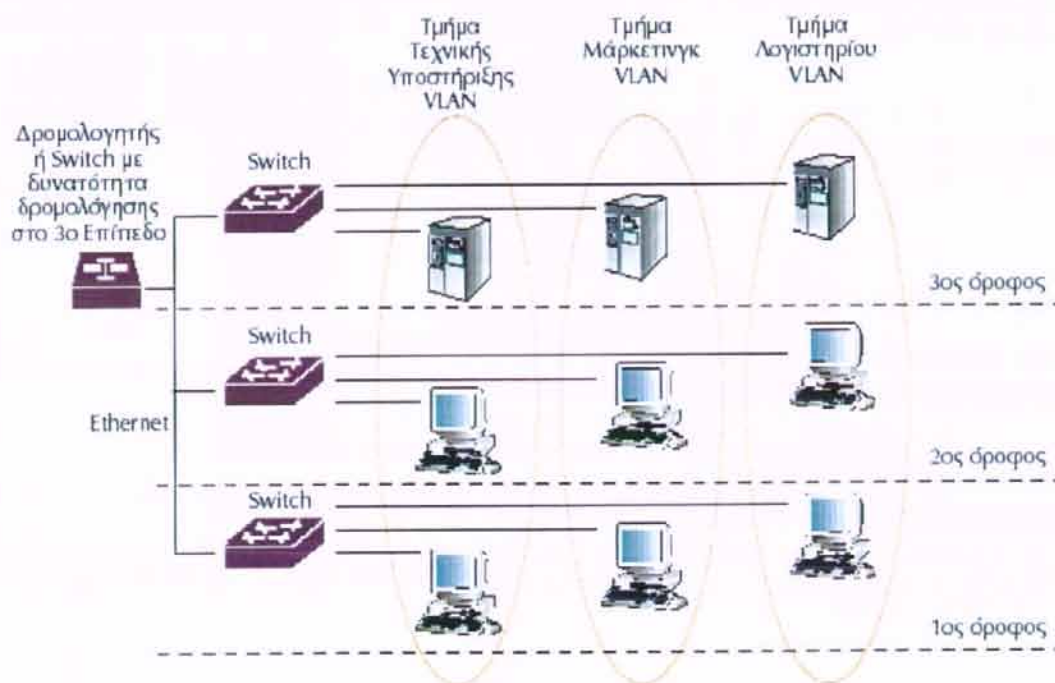 Τμήμα
Τεχνικής
Υποστήριξης
VLAN
Τμήμα
Μάρκετινγκ
VLAN
Τμήμα
Λογιστηρίου
VLAN
Δρομολογητής
ή Switch με
δυνατότητα
δρομολόγησης
στο 3ο Επίπεδο
Switch
3ος όροφος
Switch
Ethernet
2ος όροφος
Switch
1ος όροφος